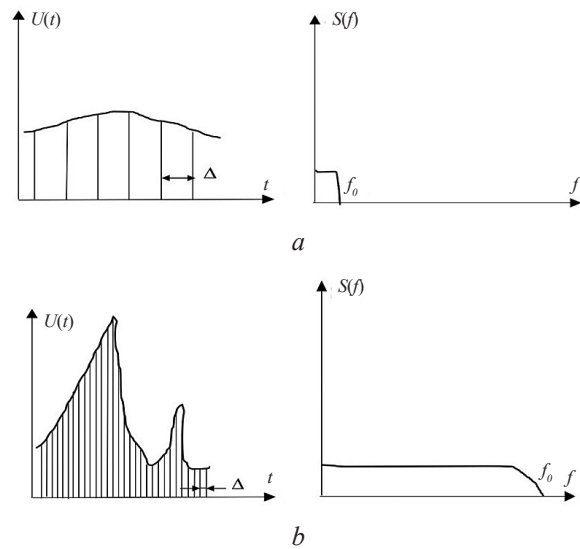 U(t) S(f)
Δ t f₀ f
a
U(t) S(f)
Δ t f₀ f
b